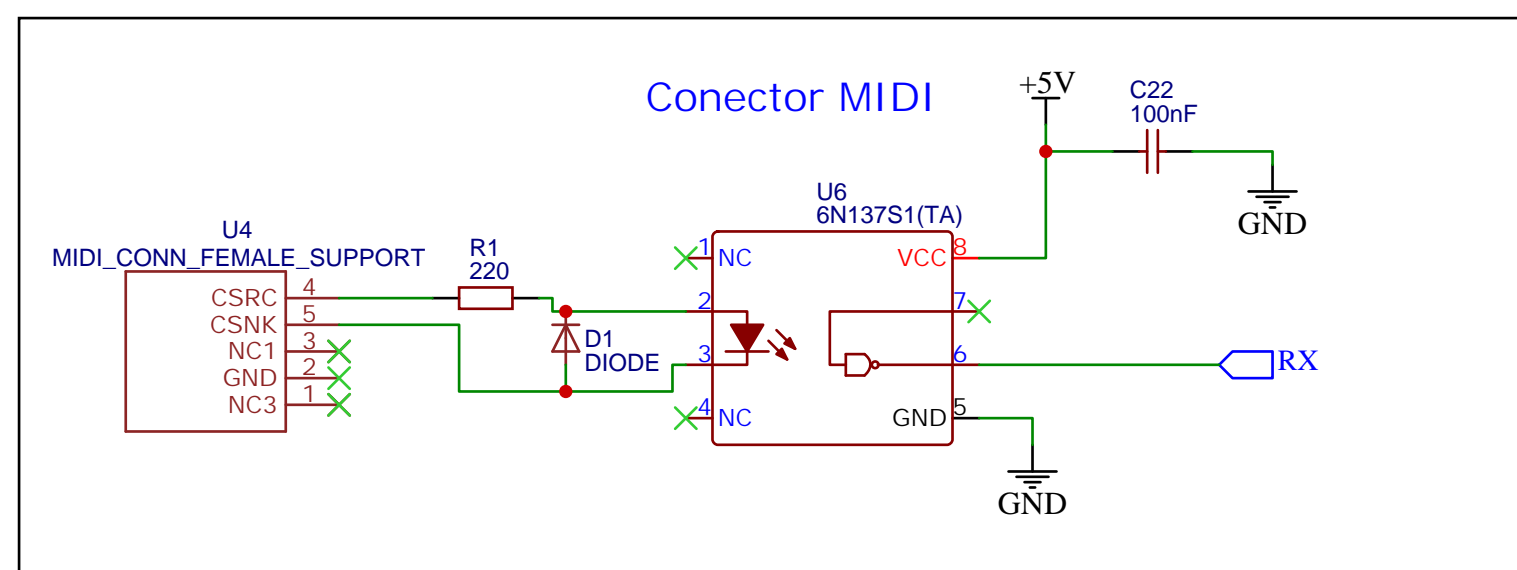 Conector MIDI
+5V
C22
100nF
GND
U6
6N137S1(TA)
U4
MIDI_CONN_FEMALE_SUPPORT
R1
220
CSRC 4
CSNK 5
NC1 3
GND 2
NC3 1
D1
DIODE
1 NC
2
3
4 NC
VCC 8
7
6
GND 5
RX
GND